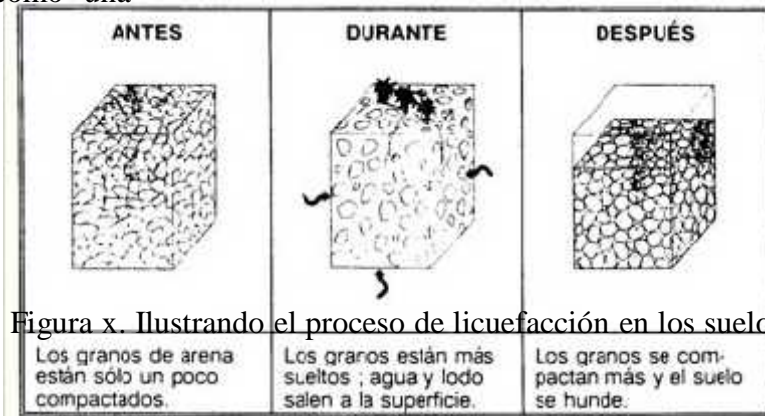 una
ANTES
DURANTE
DESPUÉS
Figura x. Ilustrando el proceso de licuefacción en los suelo
Los granos de arena
están sólo un poco
compactados.
Los granos están más
sueltos ; agua y lodo
salen a la superficie.
Los granos se com-
pactan más y el suelo
se hunde.